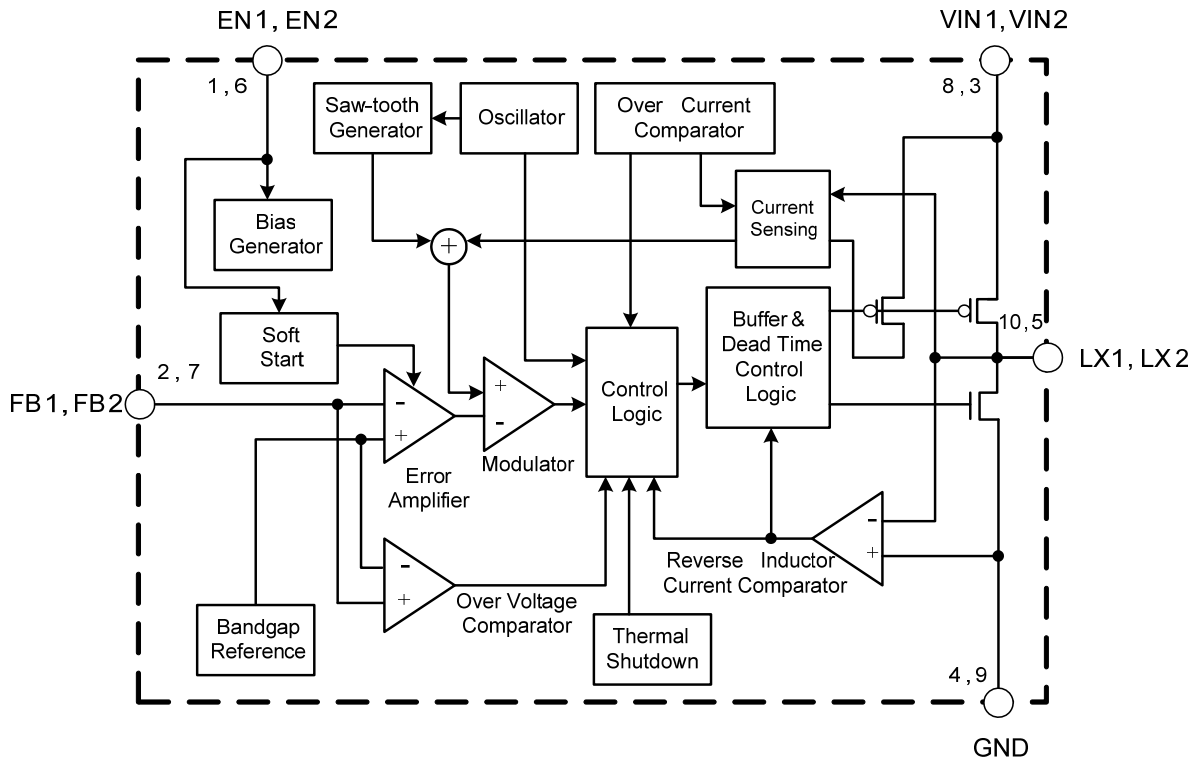 EN1, EN2
VIN1, VIN2
1, 6
8, 3
Saw-tooth
Generator
Oscillator
Over Current
Comparator
Bias
Generator
+
Current
Sensing
Soft
Start
Buffer &
Dead Time
Control
Logic
10, 5
LX1, LX2
2, 7
FB1, FB2
-
+
Error
Amplifier
+
-
Modulator
Control
Logic
-
+
Reverse Inductor
Current Comparator
-
+
Over Voltage
Comparator
Bandgap
Reference
Thermal
Shutdown
4, 9
GND